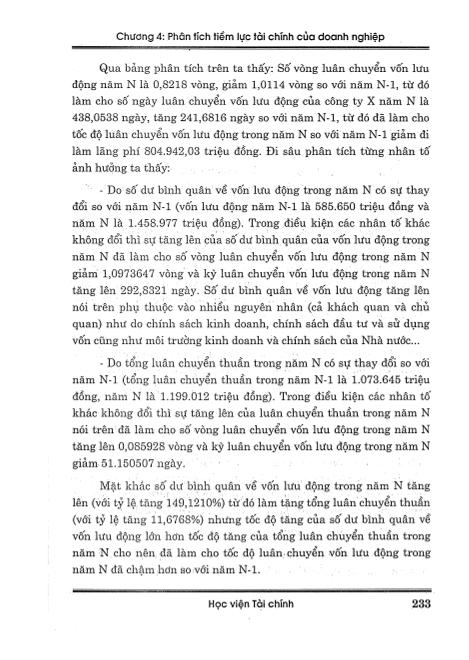 Chương 4: Phân tích tiềm lực tài chính của doanh nghiệp
Qua bảng phân tích trên ta thấy: Số vòng luân chuyển vốn lưu
động năm N là 0,8218 vòng, giảm 1,0114 vòng so với năm N-1, từ đó
làm cho số ngày luân chuyển vốn lưu động của công ty X năm N là
438,0538 ngày, tăng 241,6816 ngày so với năm N-1, từ đó đã làm cho
tốc độ luân chuyển vốn lưu động trong năm N so với năm N-1 giảm đi
làm lãng phí 804.942,03 triệu đồng. Đi sâu phân tích từng nhân tố
ảnh hưởng ta thấy:
- Do số dư bình quân về vốn lưu động trong năm N có sự thay
đổi so với năm N-1 (vốn lưu động năm N-1 là 585.650 triệu đồng và
năm N là 1.458.977 triệu đồng). Trong điều kiện các nhân tố khác
không đổi thì sự tăng lên của số dư bình quân của vốn lưu động trong
năm N đã làm cho số vòng luân chuyển vốn lưu động trong năm N
giảm 1,0973647 vòng và kỳ luân chuyển vốn lưu động trong năm N
tăng lên 292,8321 ngày. Số dư bình quân về vốn lưu động tăng lên
nói trên phụ thuộc vào nhiều nguyên nhân (cả khách quan và chủ
quan) như do chính sách kinh doanh, chính sách đầu tư và sử dụng
vốn cũng như môi trường kinh doanh và chính sách của Nhà nước...
- Do tổng luân chuyển thuần trong năm N có sự thay đổi so với
năm N-1 (tổng luân chuyển thuần trong năm N-1 là 1.073.645 triệu
đồng, năm N là 1.199.012 triệu đồng). Trong điều kiện các nhân tố
khác không đổi thì sự tăng lên của luân chuyển thuần trong năm N
nói trên đã làm cho số vòng luân chuyển vốn lưu động trong năm N
tăng lên 0,085928 vòng và kỳ luân chuyển vốn lưu động trong năm N
giảm 51.150507 ngày.
Mặt khác số dư bình quân về vốn lưu động trong năm N tăng
lên (với tỷ lệ tăng 149,1210%) từ đó làm tăng tổng luân chuyển thuần
(với tỷ lệ tăng 11,6768%) nhưng tốc độ tăng của số dư bình quân về
vốn lưu động lớn hơn tốc độ tăng của tổng luân chuyển thuần trong
năm N cho nên đã làm cho tốc độ luân chuyển vốn lưu động trong
năm N đã chậm hơn so với năm N-1.
Học viện Tài chính
233